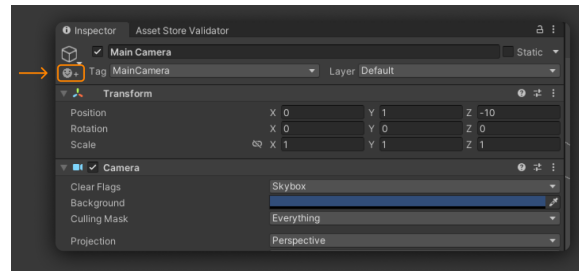 Inspector Asset Store Validator
Main Camera Static
Tag MainCamera Layer Default
Transform
Position X 0 Y 1 Z -10
Rotation X 0 Y 0 Z 0
Scale X 1 Y 1 Z 1
Camera
Clear Flags Skybox
Background
Culling Mask Everything
Projection Perspective